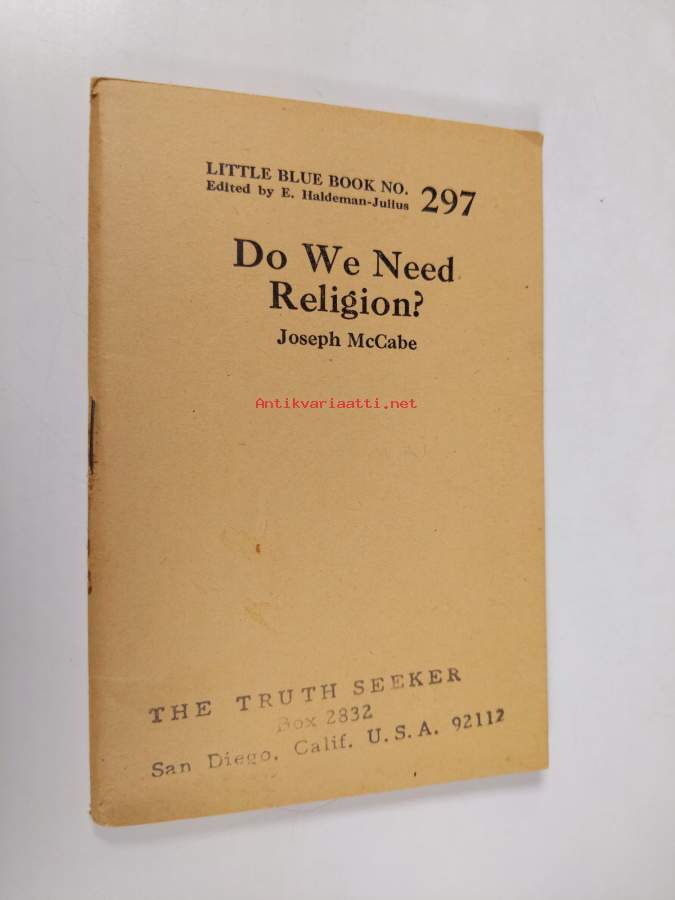 LITTLE BLUE BOOK NO. 297
Edited by E. Haldeman-Julius
Do We Need
Religion?
Joseph McCabe
Antikvariaatti.net
THE TRUTH SEEKER
Box 2832
San Diego, Calif. U.S.A. 92112